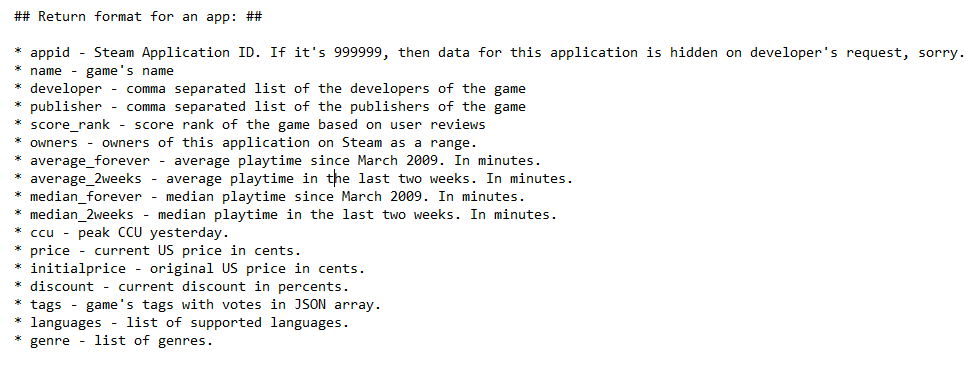 ## Return format for an app: ##
* appid - Steam Application ID. If it's 999999, then data for this application is hidden on developer's request, sorry.
* name - game's name
* developer - comma separated list of the developers of the game
* publisher - comma separated list of the publishers of the game
* score_rank - score rank of the game based on user reviews
* owners - owners of this application on Steam as a range.
* average_forever - average playtime since March 2009. In minutes.
* average_2weeks - average playtime in the last two weeks. In minutes.
* median_forever - median playtime since March 2009. In minutes.
* median_2weeks - median playtime in the last two weeks. In minutes.
* ccu - peak CCU yesterday.
* price - current US price in cents.
* initialprice - original US price in cents.
* discount - current discount in percents.
* tags - game's tags with votes in JSON array.
* languages - list of supported languages.
* genre - list of genres.